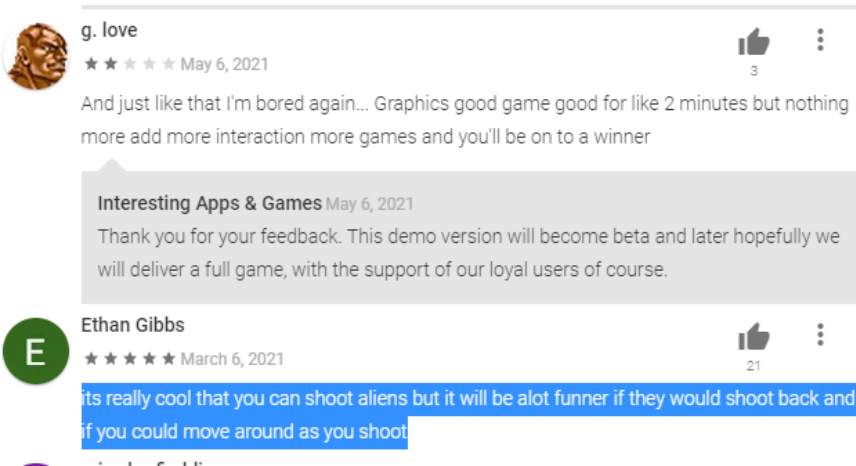 g. love
May 6, 2021
3
And just like that I'm bored again... Graphics good game good for like 2 minutes but nothing
more add more interaction more games and you'll be on to a winner
Interesting Apps & Games May 6, 2021
Thank you for your feedback. This demo version will become beta and later hopefully we
will deliver a full game, with the support of our loyal users of course.
E
Ethan Gibbs
March 6, 2021
21
its really cool that you can shoot aliens but it will be alot funner if they would shoot back and
if you could move around as you shoot